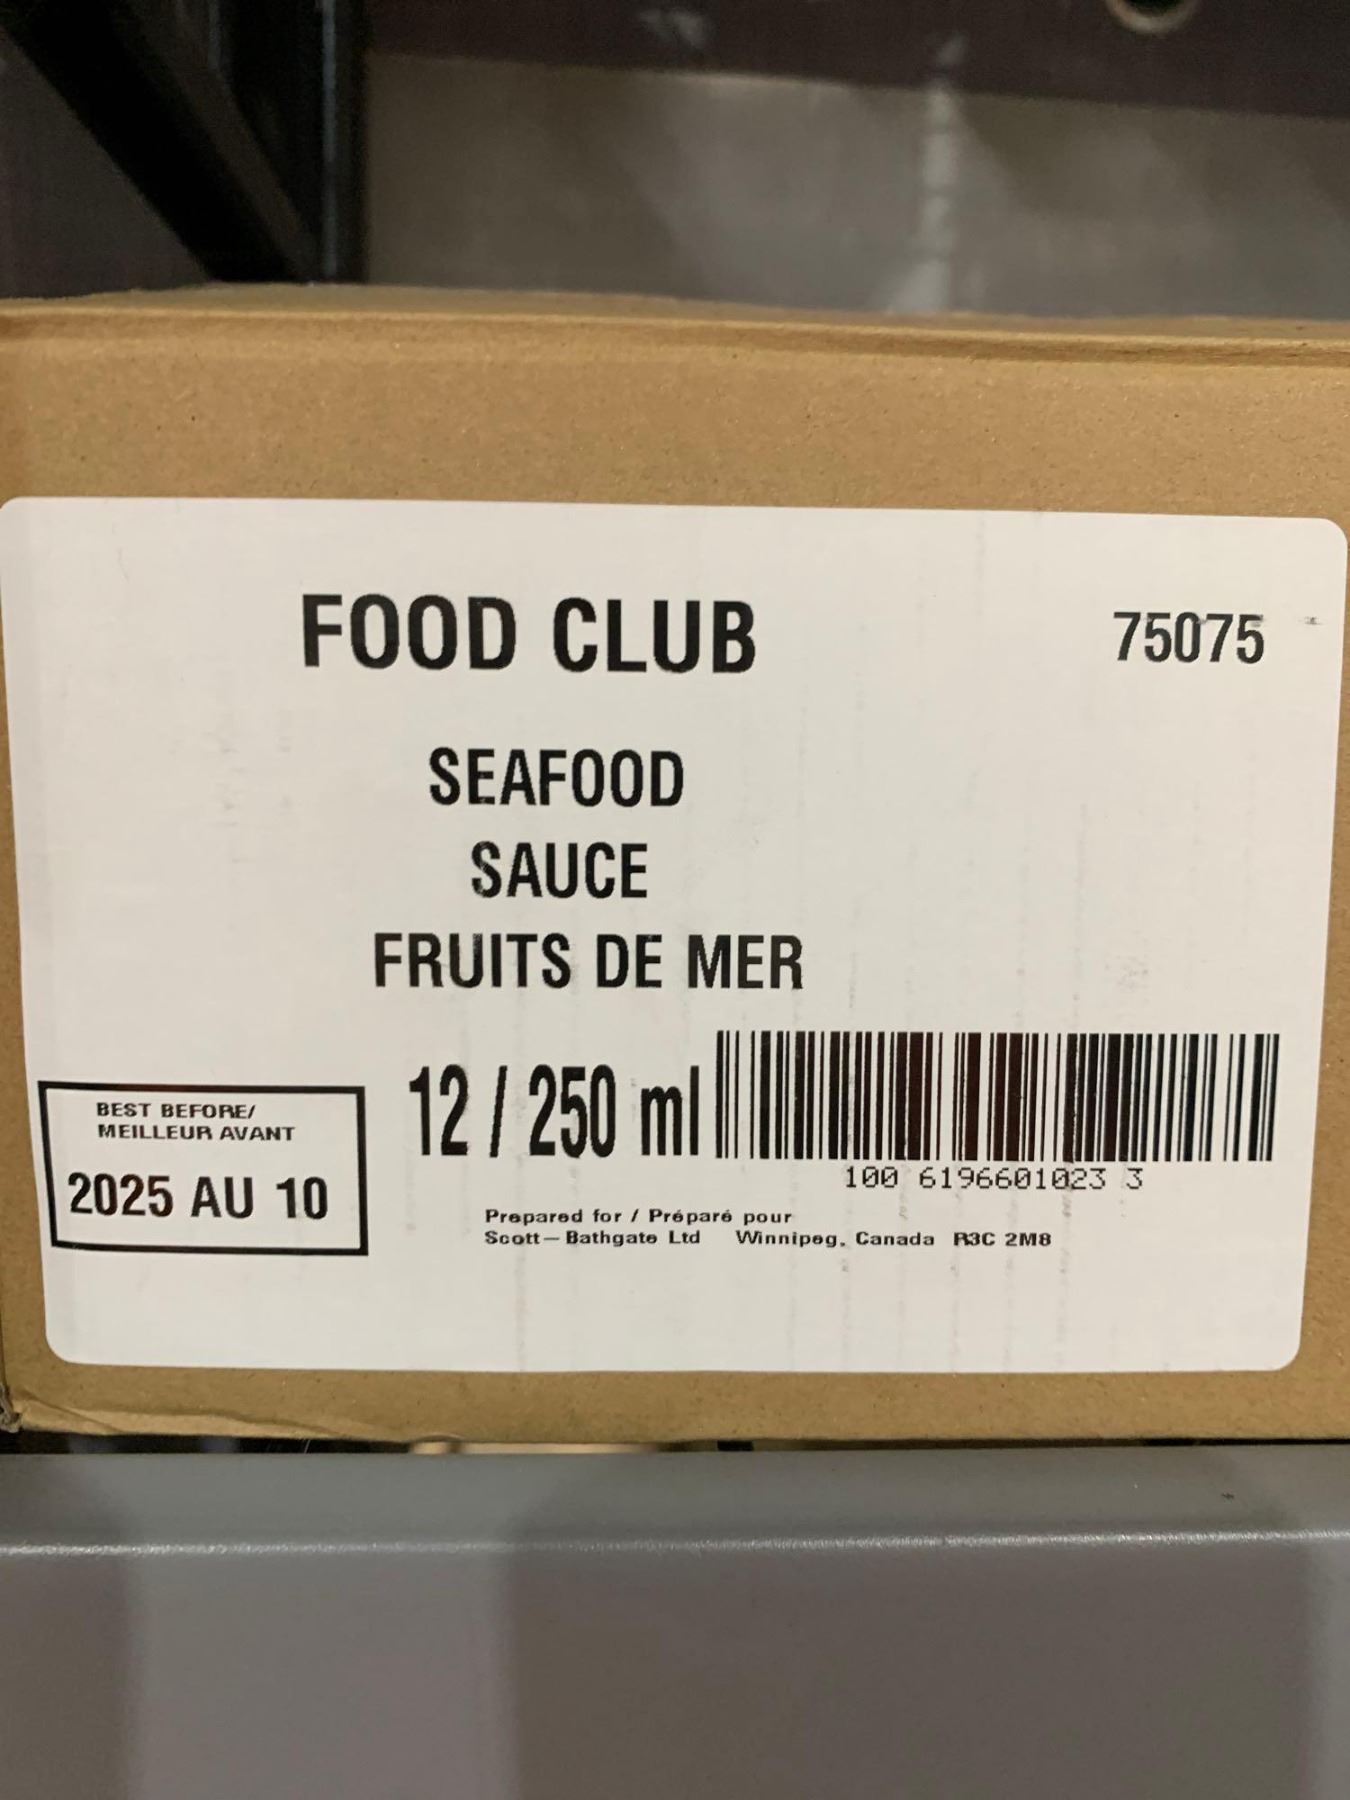 FOOD CLUB
75075
SEAFOOD
SAUCE
FRUITS DE MER
12 / 250 ml
BEST BEFORE/
MEILLEUR AVANT
2025 AU 10
100 6196601023 3
Prepared for / Préparé pour
Scott-Bathgate Ltd Winnipeg, Canada R3C 2M8